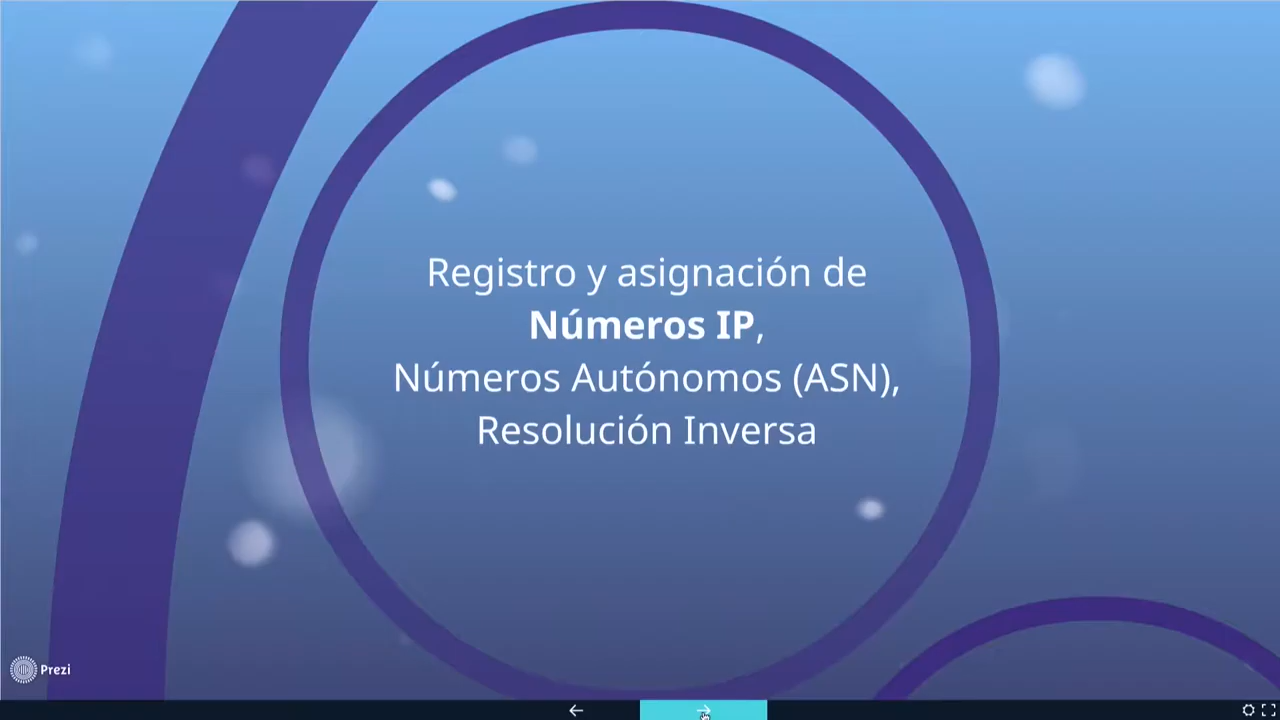 Registro y asignación de
Números IP,
Números Autónomos (ASN),
Resolución Inversa
Prezi